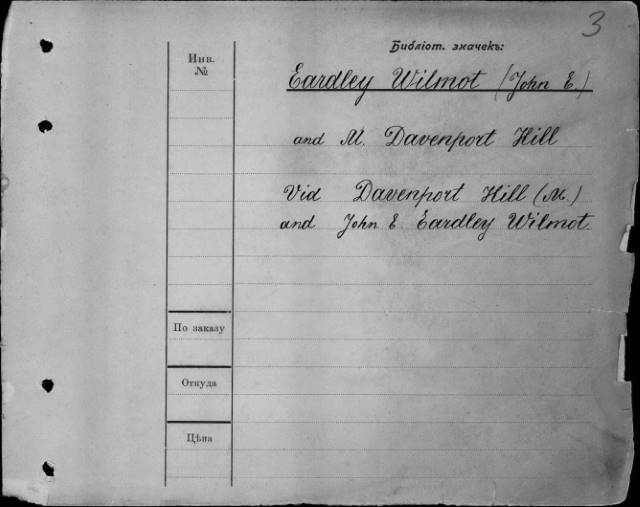 3
Библіот. значекъ:
Инв.
№
Eardley Wilmot (John E.)
and M. Davenport Hill
Vid Davenport Hill (M.)
and John E. Eardley Wilmot.
По заказу
Откуда
Цѣна